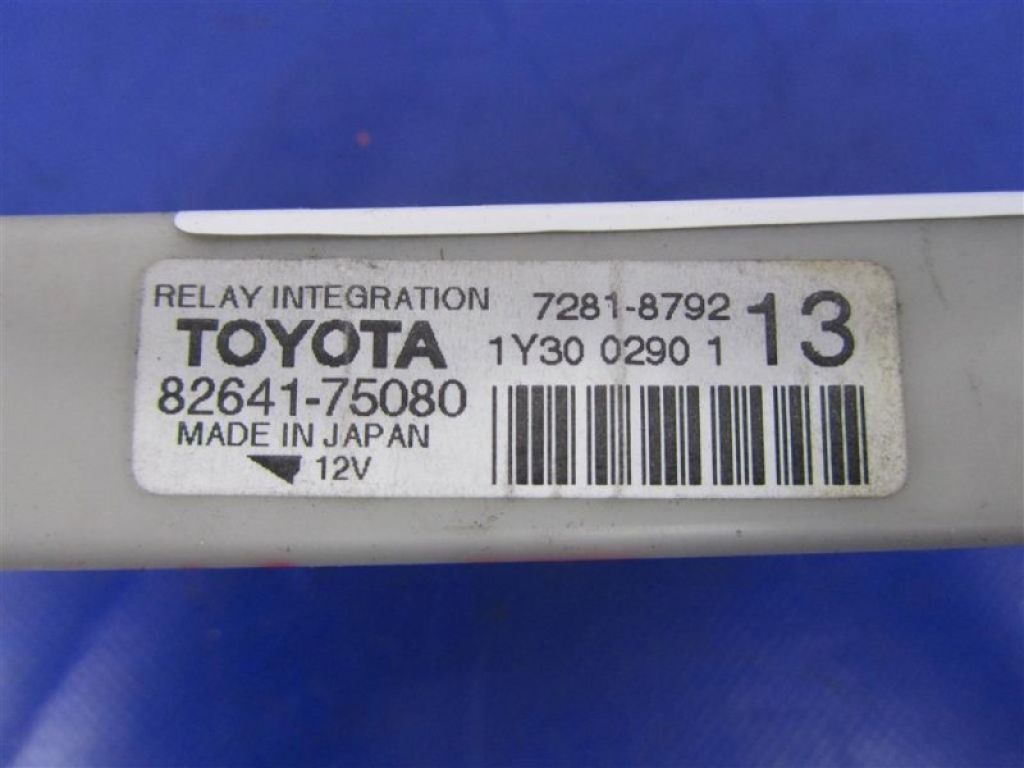 RELAY INTEGRATION 7281-8792 13
TOYOTA 1Y30 0290 1
82641-75080
MADE IN JAPAN
12V